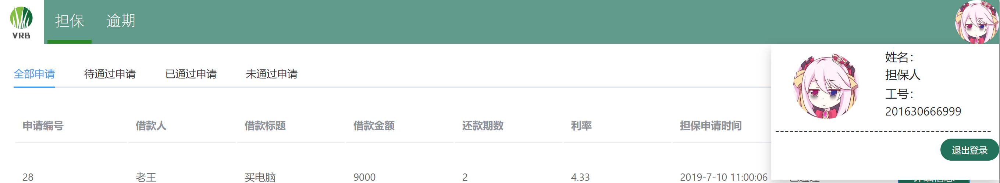 VRB
担保 逾期
全部申请 待通过申请 已通过申请 未通过申请
姓名：
担保人
工号：
201630666999
---------------------------------------------
退出登录
申请编号 借款人 借款标题 借款金额 还款期数 利率 担保申请时间
28 老王 买电脑 9000 2 4.33 2019-7-10 11:00:06